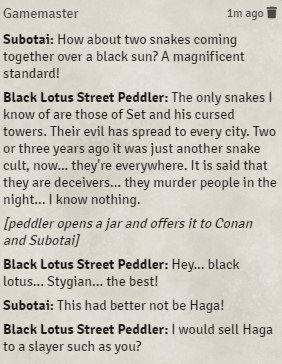 Gamemaster 1m ago
Subotai: How about two snakes coming
together over a black sun? A magnificent
standard!
Black Lotus Street Peddler: The only snakes I
know of are those of Set and his cursed
towers. Their evil has spread to every city. Two
or three years ago it was just another snake
cult, now... they're everywhere. It is said that
they are deceivers... they murder people in the
night... I know nothing.
[peddler opens a jar and offers it to Conan
and Subotai]
Black Lotus Street Peddler: Hey... black
lotus... Stygian... the best!
Subotai: This had better not be Haga!
Black Lotus Street Peddler: I would sell Haga
to a slayer such as you?